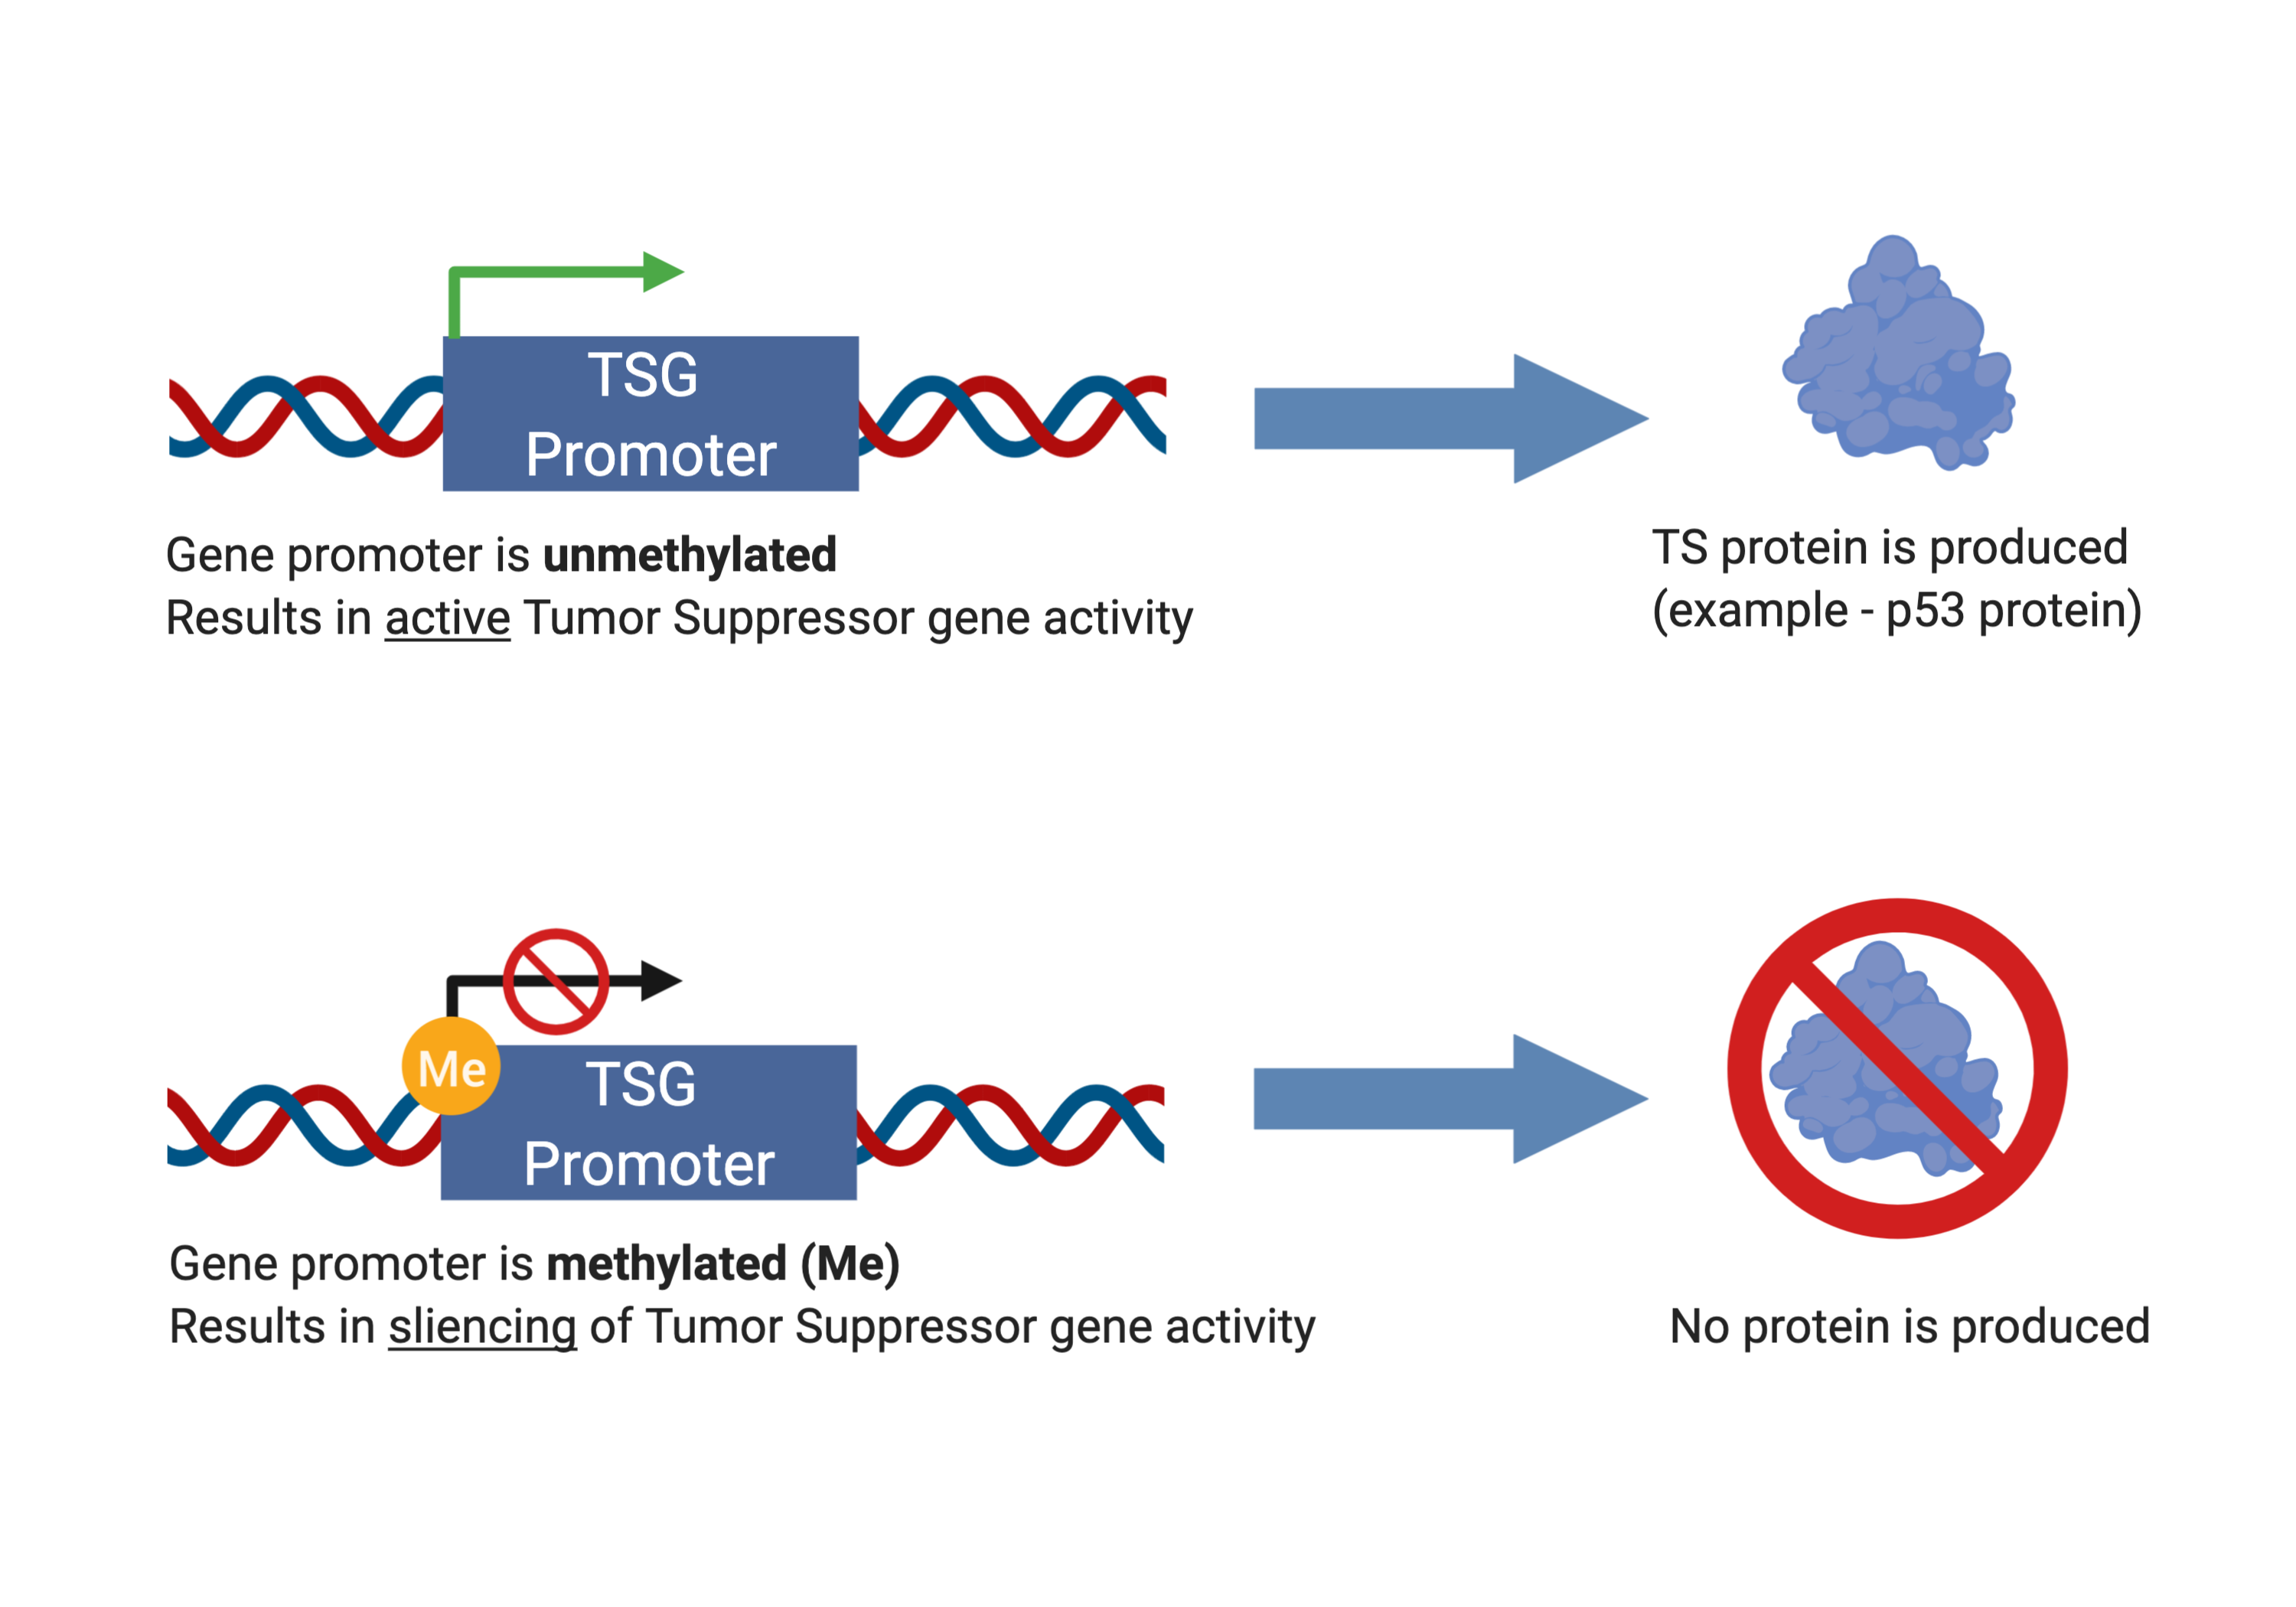 TSG
Promoter
Gene promoter is unmethylated
Results in active Tumor Suppressor gene activity
TS protein is produced
(example - p53 protein)
Me
TSG
Promoter
Gene promoter is methylated (Me)
Results in sliencing of Tumor Suppressor gene activity
No protein is produced